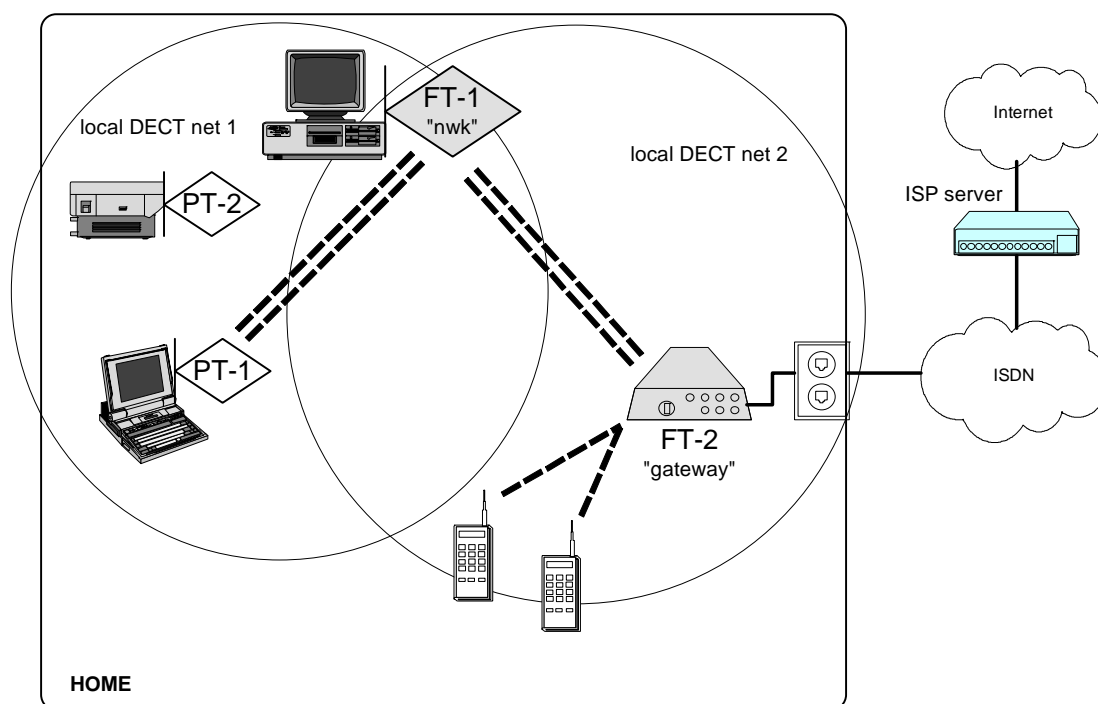 FT-1
"nwk"
local DECT net 1
local DECT net 2
Internet
ISP server
PT-2
PT-1
ISDN
FT-2
"gateway"
HOME